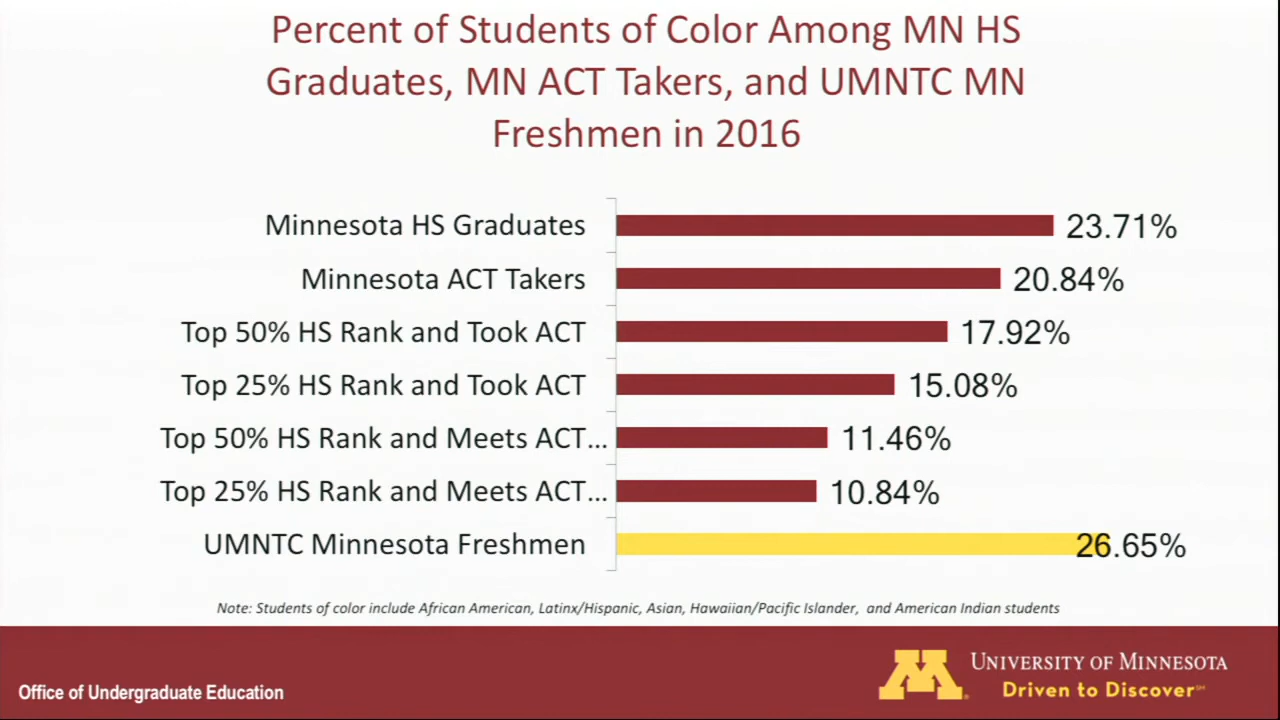 Percent of Students of Color Among MN HS
Graduates, MN ACT Takers, and UMNTC MN
Freshmen in 2016
Minnesota HS Graduates 23.71%
Minnesota ACT Takers 20.84%
Top 50% HS Rank and Took ACT 17.92%
Top 25% HS Rank and Took ACT 15.08%
Top 50% HS Rank and Meets ACT... 11.46%
Top 25% HS Rank and Meets ACT... 10.84%
UMNTC Minnesota Freshmen 26.65%
Note: Students of color include African American, Latinx/Hispanic, Asian, Hawaiian/Pacific Islander, and American Indian students
Office of Undergraduate Education
M
UNIVERSITY OF MINNESOTA
Driven to Discover℠